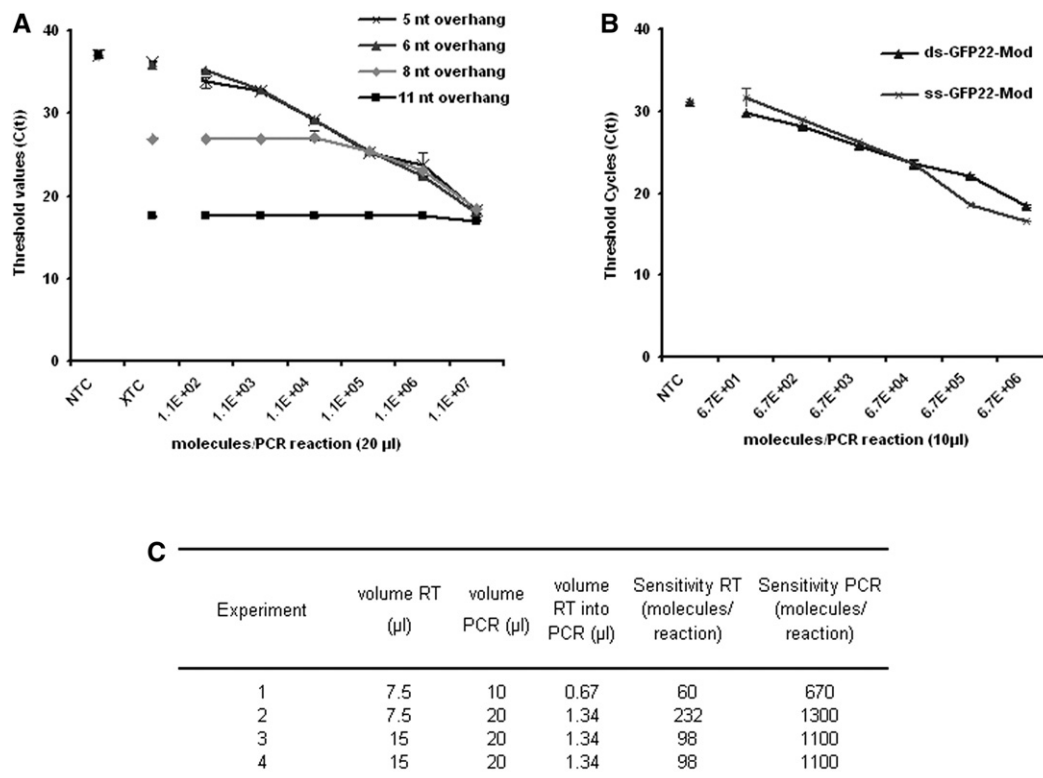 A
40
30
20
10
0
Threshold values (C(t))
5 nt overhang
6 nt overhang
8 nt overhang
11 nt overhang
NTC
XTC
1.1E+02
1.1E+03
1.1E+04
1.1E+05
1.1E+06
1.1E+07
molecules/PCR reaction (20 µl)
B
40
30
20
10
0
Threshold Cycles (C(t))
ds-GFP22-Mod
ss-GFP22-Mod
NTC
6.7E+01
6.7E+02
6.7E+03
6.7E+04
6.7E+05
6.7E+06
molecules/PCR reaction (10µl)
C
Experiment volume RT (µl) volume PCR (µl) volume RT into PCR (µl) Sensitivity RT (molecules/ reaction) Sensitivity PCR (molecules/ reaction)
1 7.5 10 0.67 60 670
2 7.5 20 1.34 232 1300
3 15 20 1.34 98 1100
4 15 20 1.34 98 1100